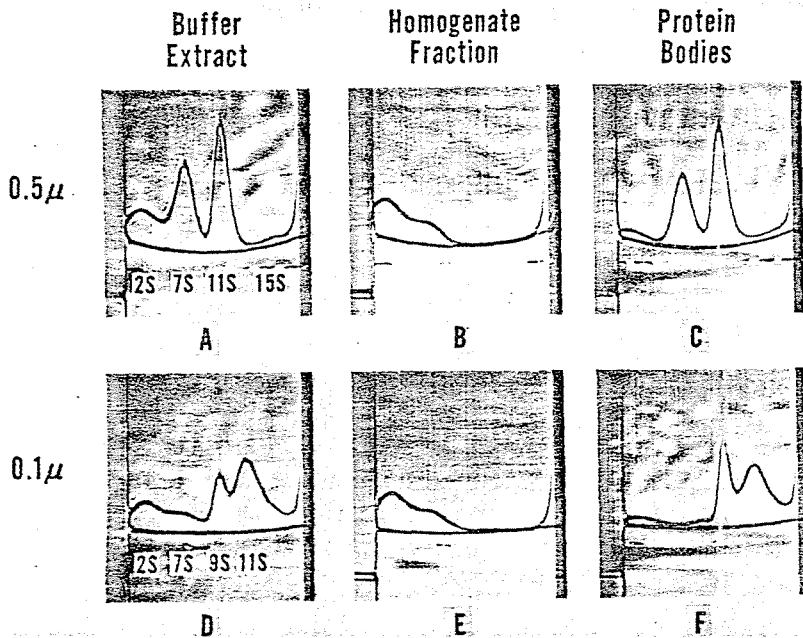 Buffer Extract
Homogenate Fraction
Protein Bodies
0.5μ
2S 7S 11S 15S
A B C
0.1μ
2S 7S 9S 11S
D E F